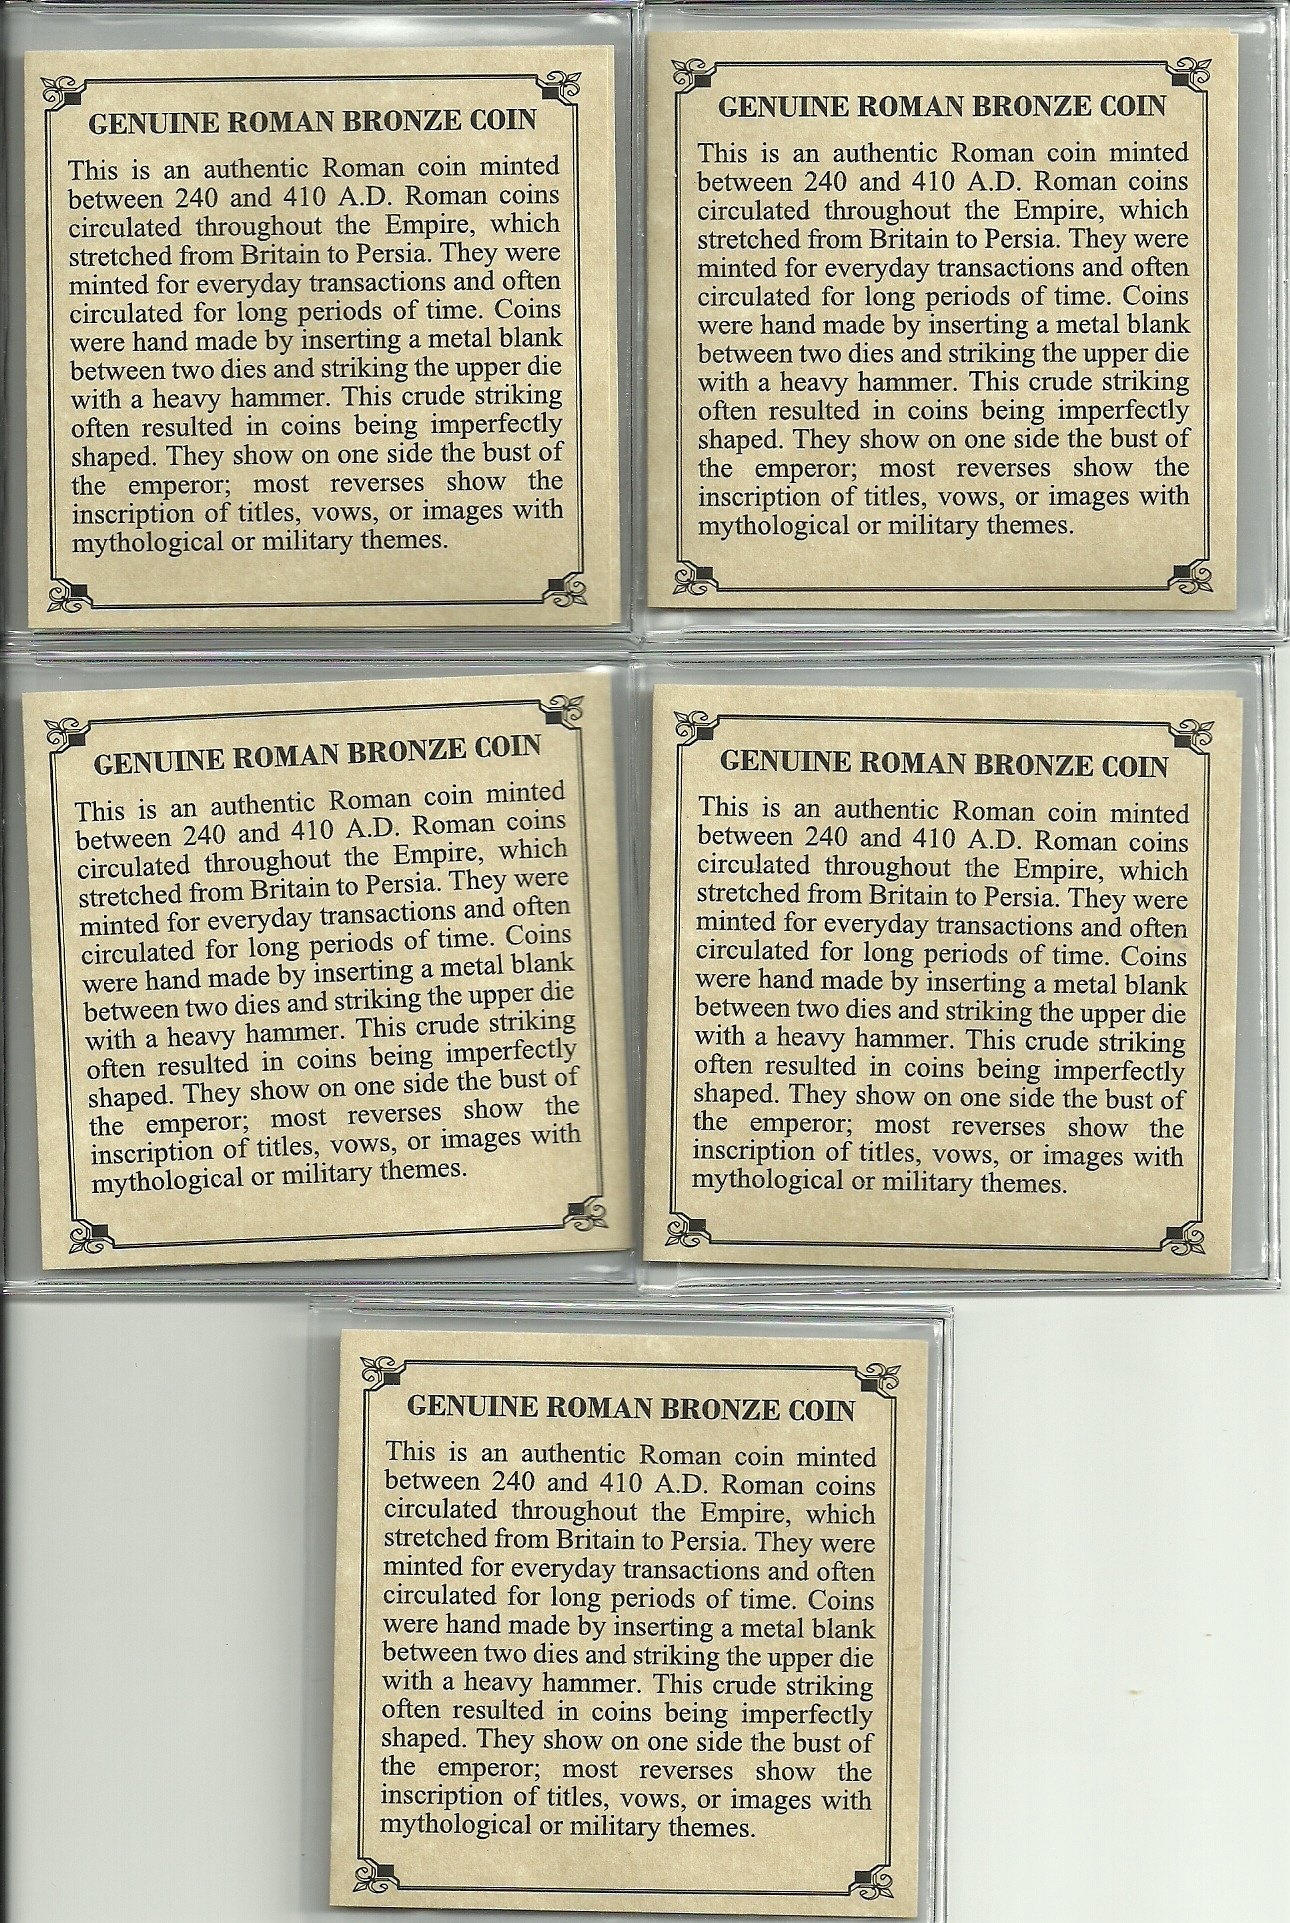 GENUINE ROMAN BRONZE COIN
This is an authentic Roman coin minted
between 240 and 410 A.D. Roman coins
circulated throughout the Empire, which
stretched from Britain to Persia. They were
minted for everyday transactions and often
circulated for long periods of time. Coins
were hand made by inserting a metal blank
between two dies and striking the upper die
with a heavy hammer. This crude striking
often resulted in coins being imperfectly
shaped. They show on one side the bust of
the emperor; most reverses show the
inscription of titles, vows, or images with
mythological or military themes.
GENUINE ROMAN BRONZE COIN
This is an authentic Roman coin minted
between 240 and 410 A.D. Roman coins
circulated throughout the Empire, which
stretched from Britain to Persia. They were
minted for everyday transactions and often
circulated for long periods of time. Coins
were hand made by inserting a metal blank
between two dies and striking the upper die
with a heavy hammer. This crude striking
often resulted in coins being imperfectly
shaped. They show on one side the bust of
the emperor; most reverses show the
inscription of titles, vows, or images with
mythological or military themes.
GENUINE ROMAN BRONZE COIN
This is an authentic Roman coin minted
between 240 and 410 A.D. Roman coins
circulated throughout the Empire, which
stretched from Britain to Persia. They were
minted for everyday transactions and often
circulated for long periods of time. Coins
were hand made by inserting a metal blank
between two dies and striking the upper die
with a heavy hammer. This crude striking
often resulted in coins being imperfectly
shaped. They show on one side the bust of
the emperor; most reverses show the
inscription of titles, vows, or images with
mythological or military themes.
GENUINE ROMAN BRONZE COIN
This is an authentic Roman coin minted
between 240 and 410 A.D. Roman coins
circulated throughout the Empire, which
stretched from Britain to Persia. They were
minted for everyday transactions and often
circulated for long periods of time. Coins
were hand made by inserting a metal blank
between two dies and striking the upper die
with a heavy hammer. This crude striking
often resulted in coins being imperfectly
shaped. They show on one side the bust of
the emperor; most reverses show the
inscription of titles, vows, or images with
mythological or military themes.
GENUINE ROMAN BRONZE COIN
This is an authentic Roman coin minted
between 240 and 410 A.D. Roman coins
circulated throughout the Empire, which
stretched from Britain to Persia. They were
minted for everyday transactions and often
circulated for long periods of time. Coins
were hand made by inserting a metal blank
between two dies and striking the upper die
with a heavy hammer. This crude striking
often resulted in coins being imperfectly
shaped. They show on one side the bust of
the emperor; most reverses show the
inscription of titles, vows, or images with
mythological or military themes.